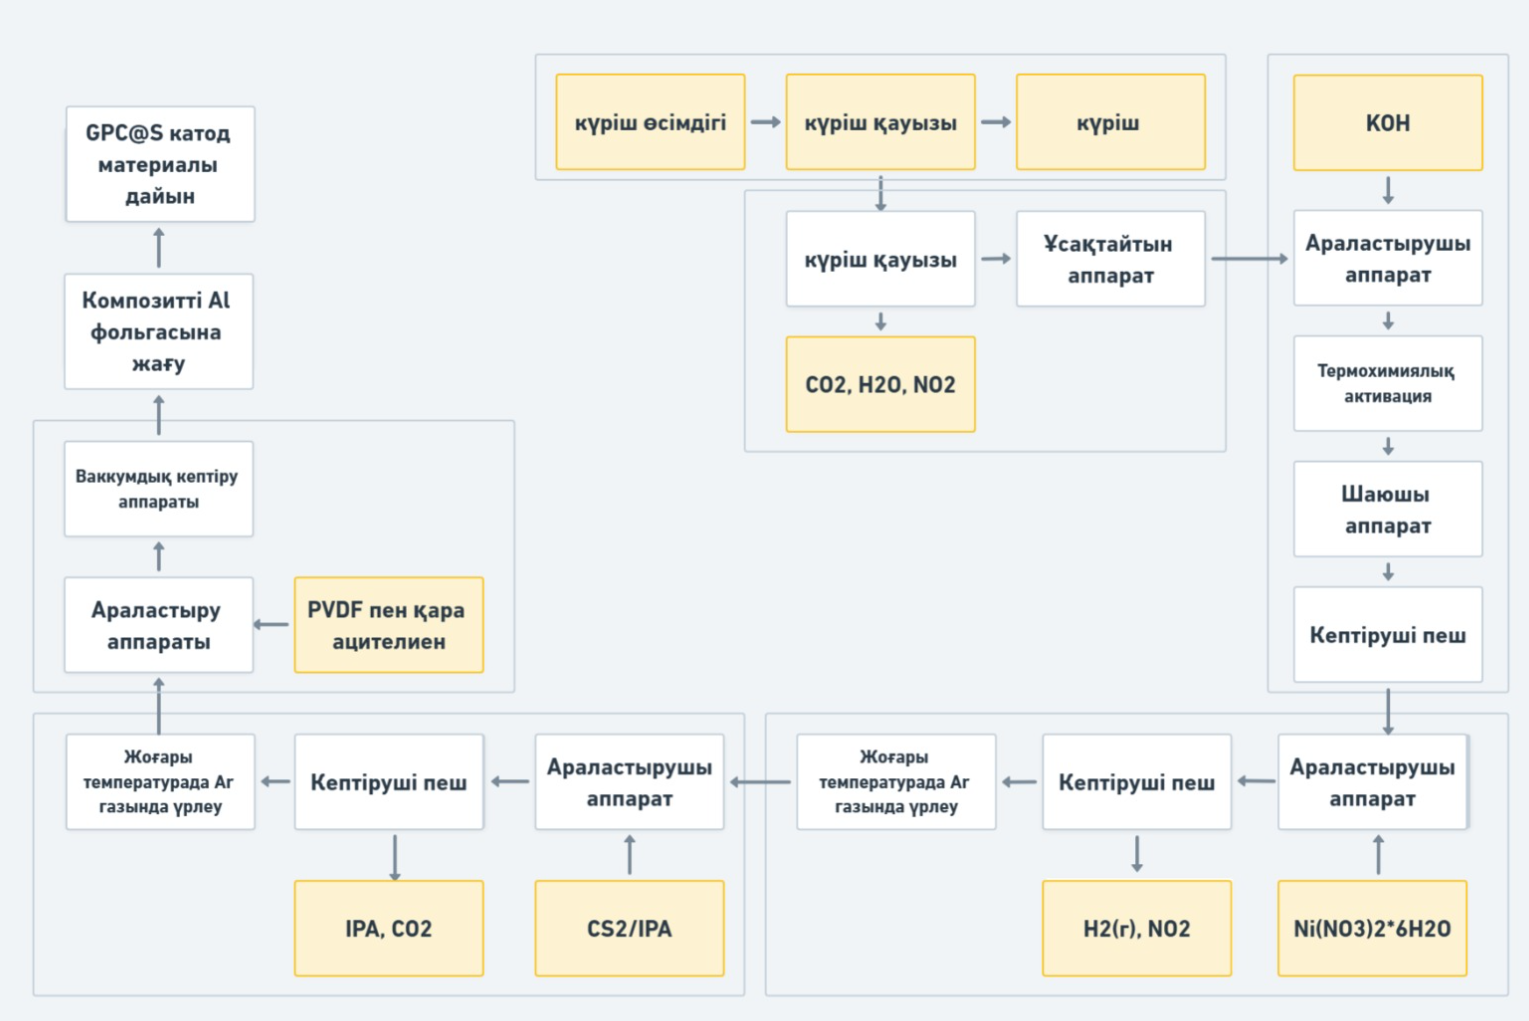 күріш өсімдігі
күріш қауызы
күріш
KOH
GPC@S катод
материалы
дайын
күріш қауызы
Ұсақтайтын
аппарат
Араластырушы
аппарат
Композитті Al
фольгасына
жағу
CO2, H2O, NO2
Термохимиялық
активация
Ваккумдық кептіру
аппараты
Шаюшы
аппарат
Араластыру
аппараты
PVDF пен қара
ацителиен
Кептіруші пеш
Жоғары
температурада Ar
газында үрлеу
Кептіруші пеш
Араластырушы
аппарат
Жоғары
температурада Ar
газында үрлеу
Кептіруші пеш
Араластырушы
аппарат
IPA, CO2
CS2/IPA
H2(г), NO2
Ni(NO3)2*6H2O